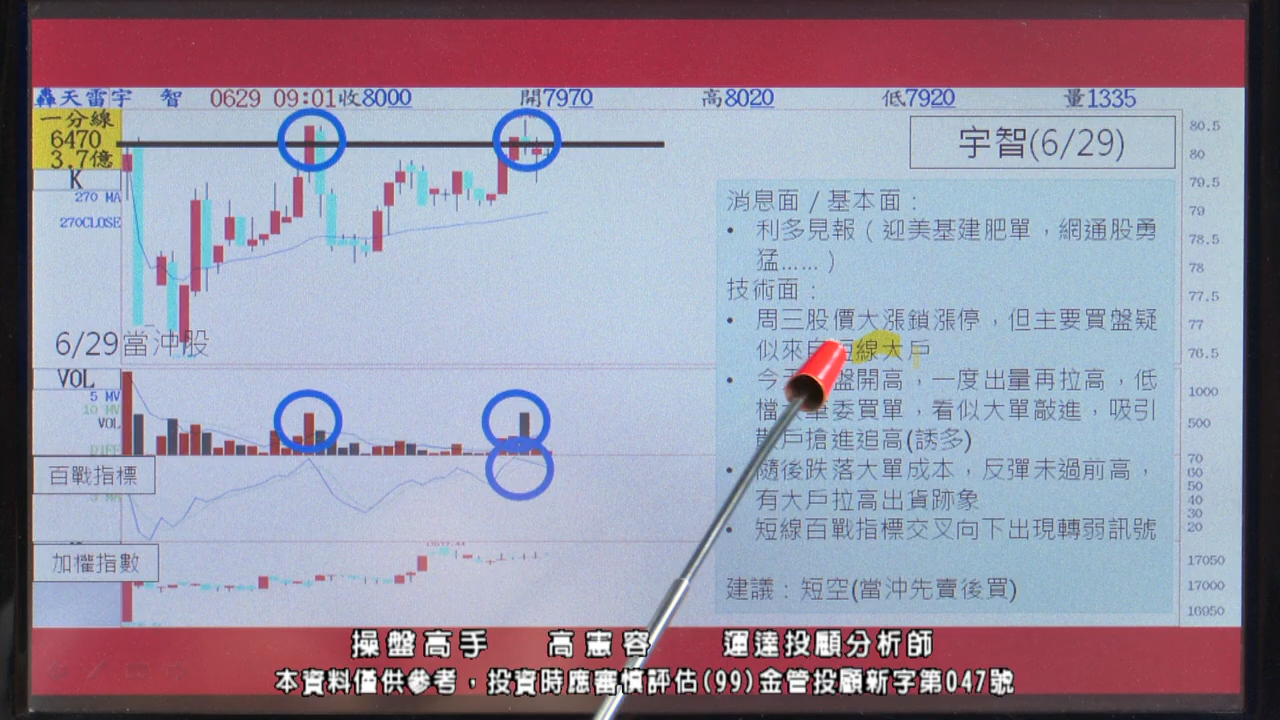 轟天雷宇 智 0629 09:01收8000 開7970 高8020 低7920 量1335
一分線
6470
3.7億
K
270 MA
270CLOSE
6/29當沖股
VOL
5 MV
10 MV
VOL
百戰指標
加權指數
宇智(6/29)
消息面 / 基本面：
• 利多見報（迎美基建肥單，網通股勇
猛……）
技術面：
• 周三股價大漲鎖漲停，但主要買盤疑
似來自短線大戶
• 今 盤開高，一度出量再拉高，低
檔 委買單，看似大單敲進，吸引
散戶搶進追高(誘多)
• 隨後跌落大單成本，反彈未過前高，
有大戶拉高出貨跡象
• 短線百戰指標交叉向下出現轉弱訊號
建議：短空(當沖先賣後買)
80.5
80
79.5
79
78.5
78
77.5
77
76.5
1000
500
70
60
50
40
30
20
17050
17000
16950
操盤高手 高憲容 運達投顧分析師
本資料僅供參考，投資時應審慎評估(99)金管投顧新字第047號